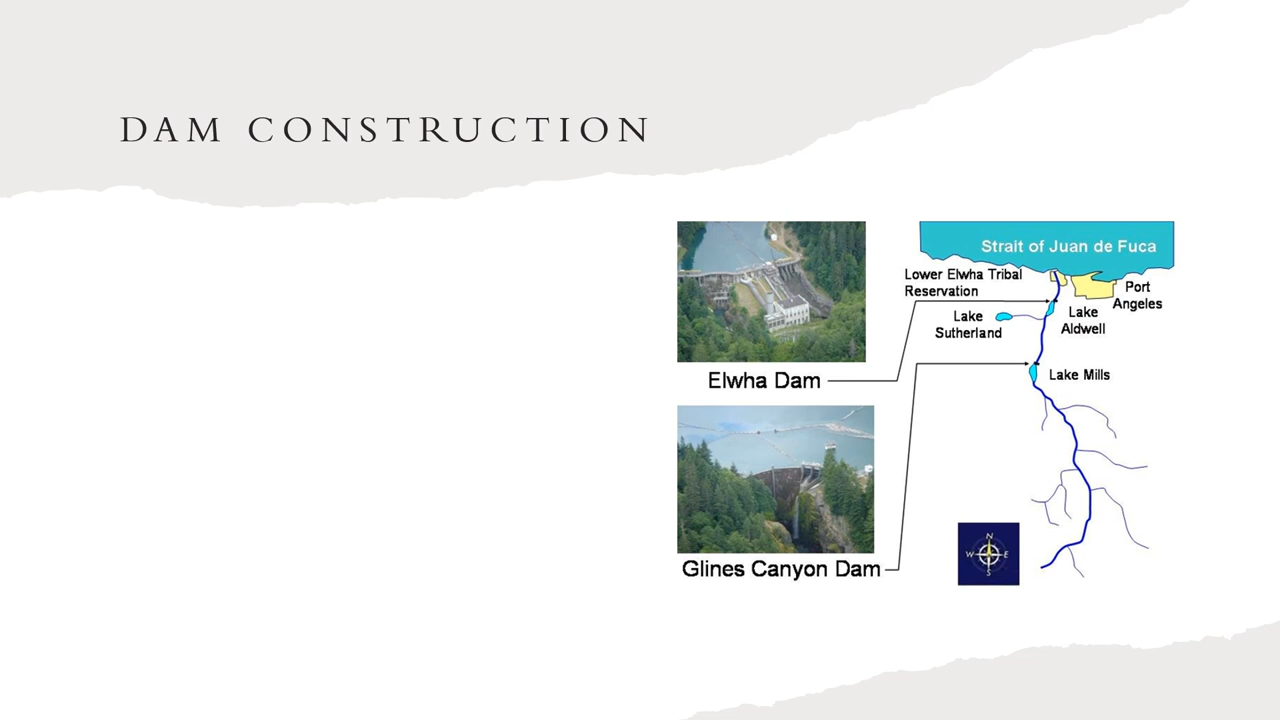 DAM CONSTRUCTION
Strait of Juan de Fuca
Lower Elwha Tribal
Reservation
Port
Angeles
Lake
Sutherland
Lake
Aldwell
Elwha Dam
Lake Mills
Glines Canyon Dam
N
W E
S